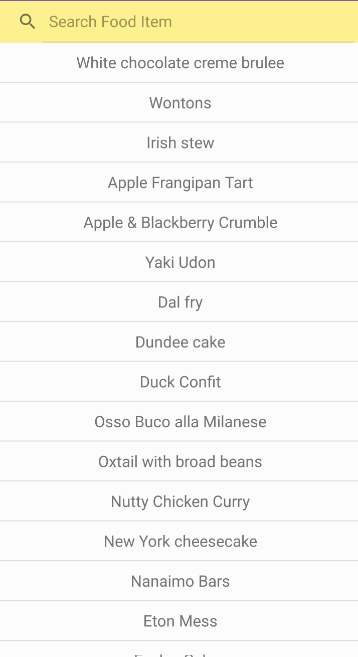 Search Food Item
White chocolate creme brulee
Wontons
Irish stew
Apple Frangipan Tart
Apple & Blackberry Crumble
Yaki Udon
Dal fry
Dundee cake
Duck Confit
Osso Buco alla Milanese
Oxtail with broad beans
Nutty Chicken Curry
New York cheesecake
Nanaimo Bars
Eton Mess